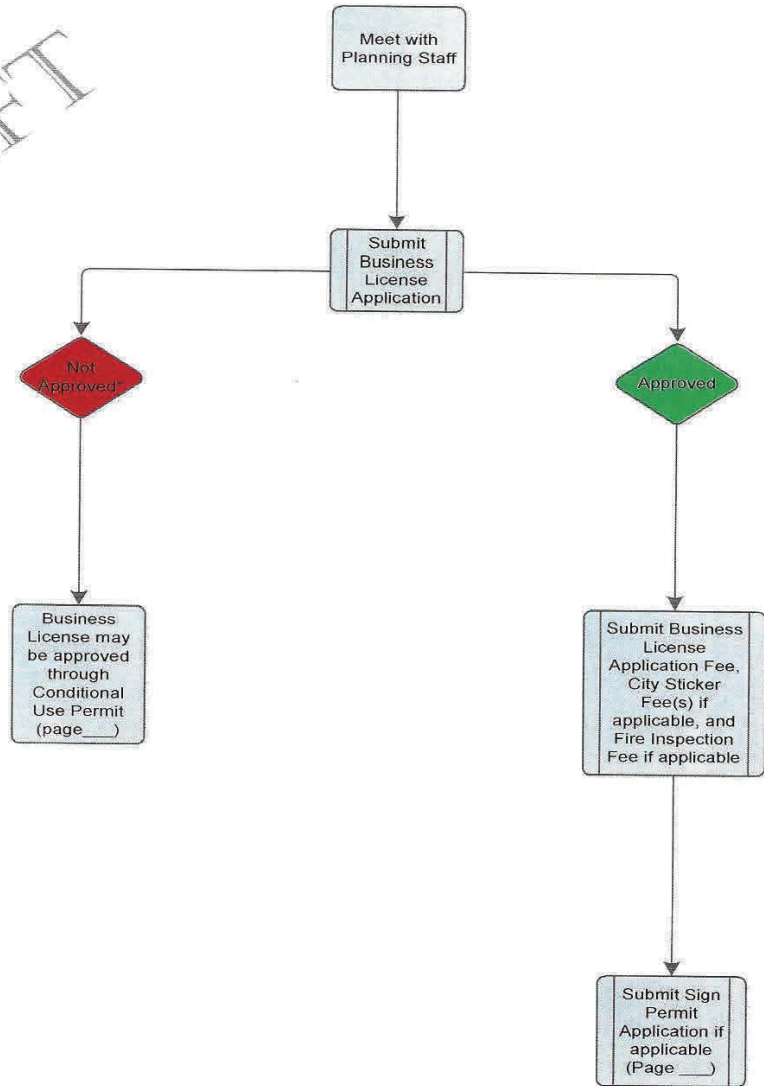 Meet with
Planning Staff
Submit
Business
License
Application
Not
Approved*
Approved
Business
License may
be approved
through
Conditional
Use Permit
(page___)
Submit Business
License
Application Fee,
City Sticker
Fee(s) if
applicable, and
Fire Inspection
Fee if applicable
Submit Sign
Permit
Application if
applicable
(Page ___)